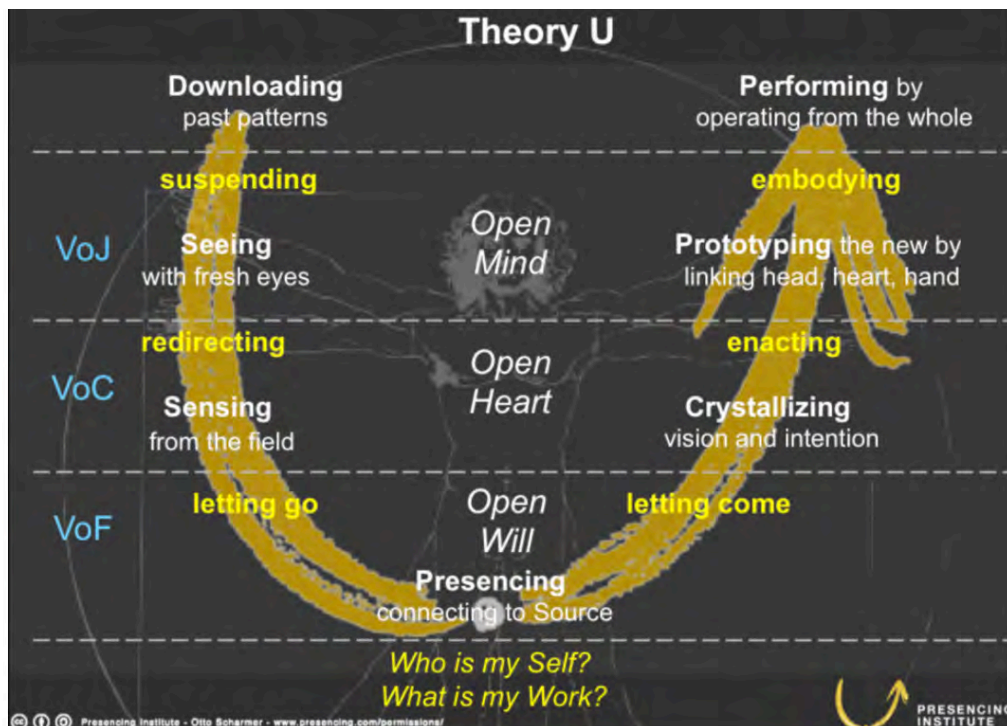 Theory U
Downloading
past patterns
Performing by
operating from the whole
suspending
embodying
VoJ
Seeing
with fresh eyes
Open
Mind
Prototyping the new by
linking head, heart, hand
redirecting
enacting
VoC
Sensing
from the field
Open
Heart
Crystallizing
vision and intention
letting go
letting come
VoF
Open
Will
Presencing
connecting to Source
Who is my Self?
What is my Work?
cc Presencing Institute - Otto Scharmer - www.presencing.com/permissions/
PRESENCING
INSTITUTE